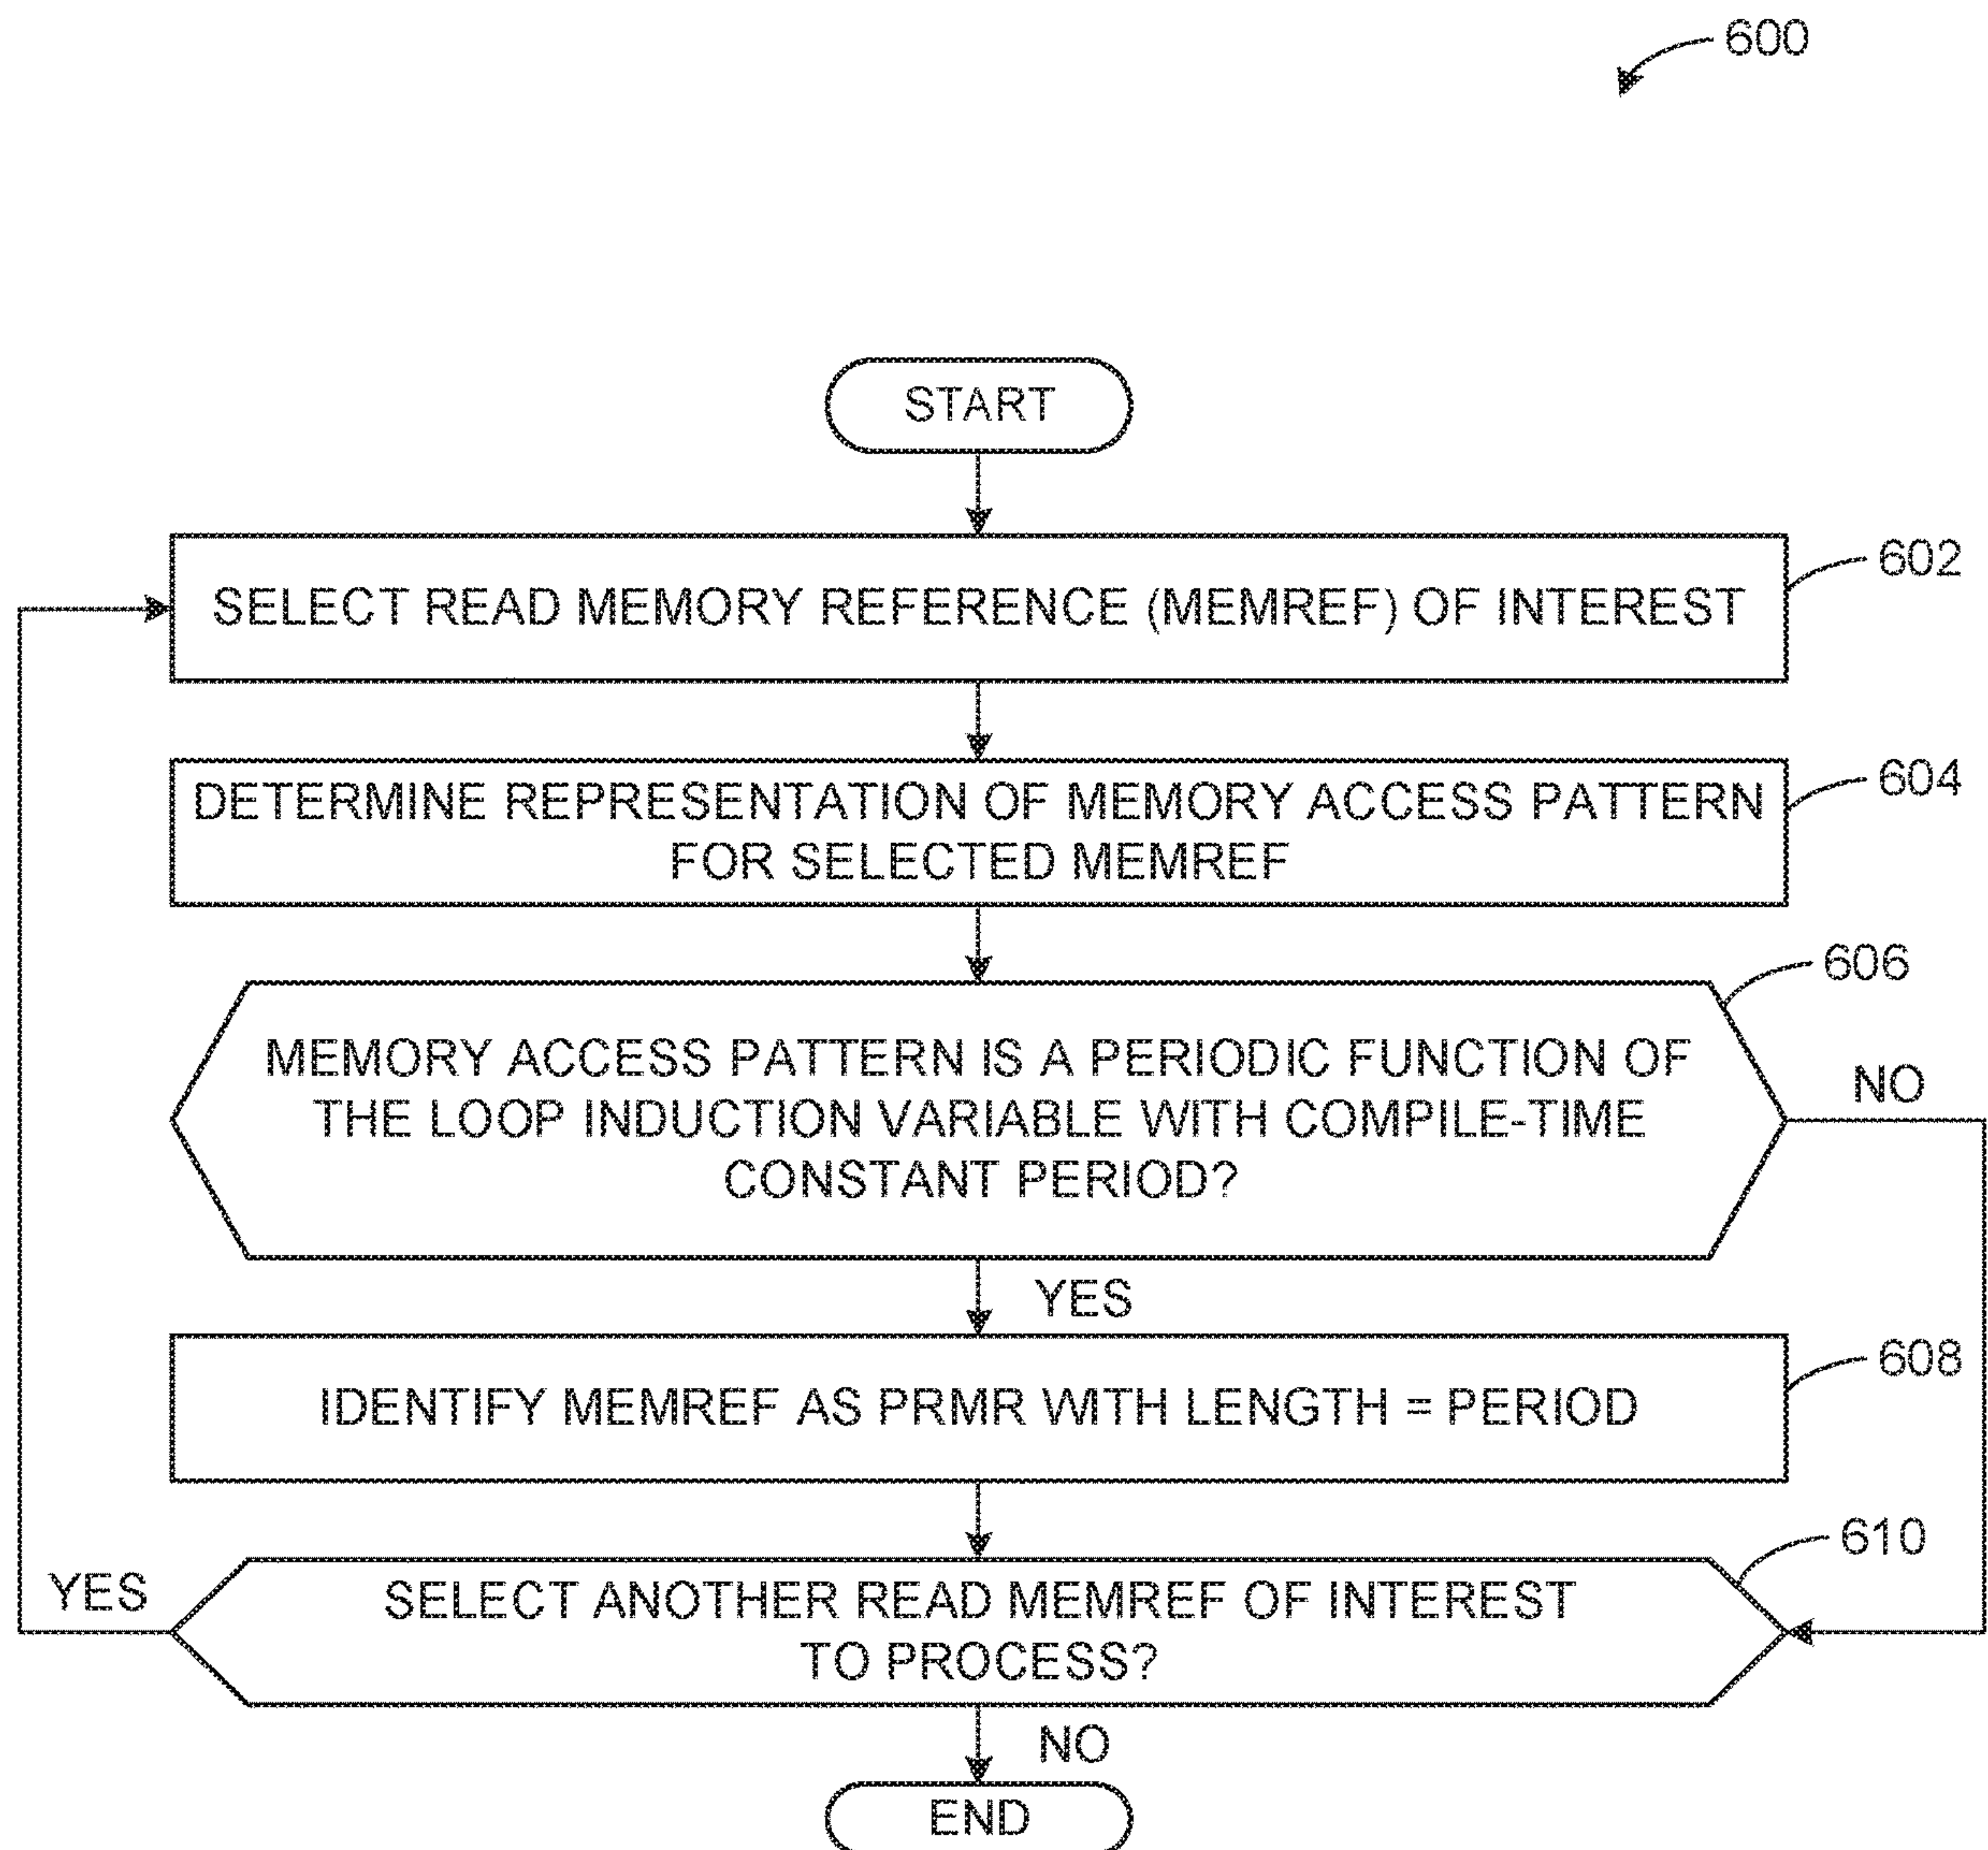 600
START
602
SELECT READ MEMORY REFERENCE (MEMREF) OF INTEREST
604
DETERMINE REPRESENTATION OF MEMORY ACCESS PATTERN
FOR SELECTED MEMREF
606
MEMORY ACCESS PATTERN IS A PERIODIC FUNCTION OF
THE LOOP INDUCTION VARIABLE WITH COMPILE-TIME
CONSTANT PERIOD?
NO
YES
608
IDENTIFY MEMREF AS PRMR WITH LENGTH = PERIOD
610
YES
SELECT ANOTHER READ MEMREF OF INTEREST
TO PROCESS?
NO
END